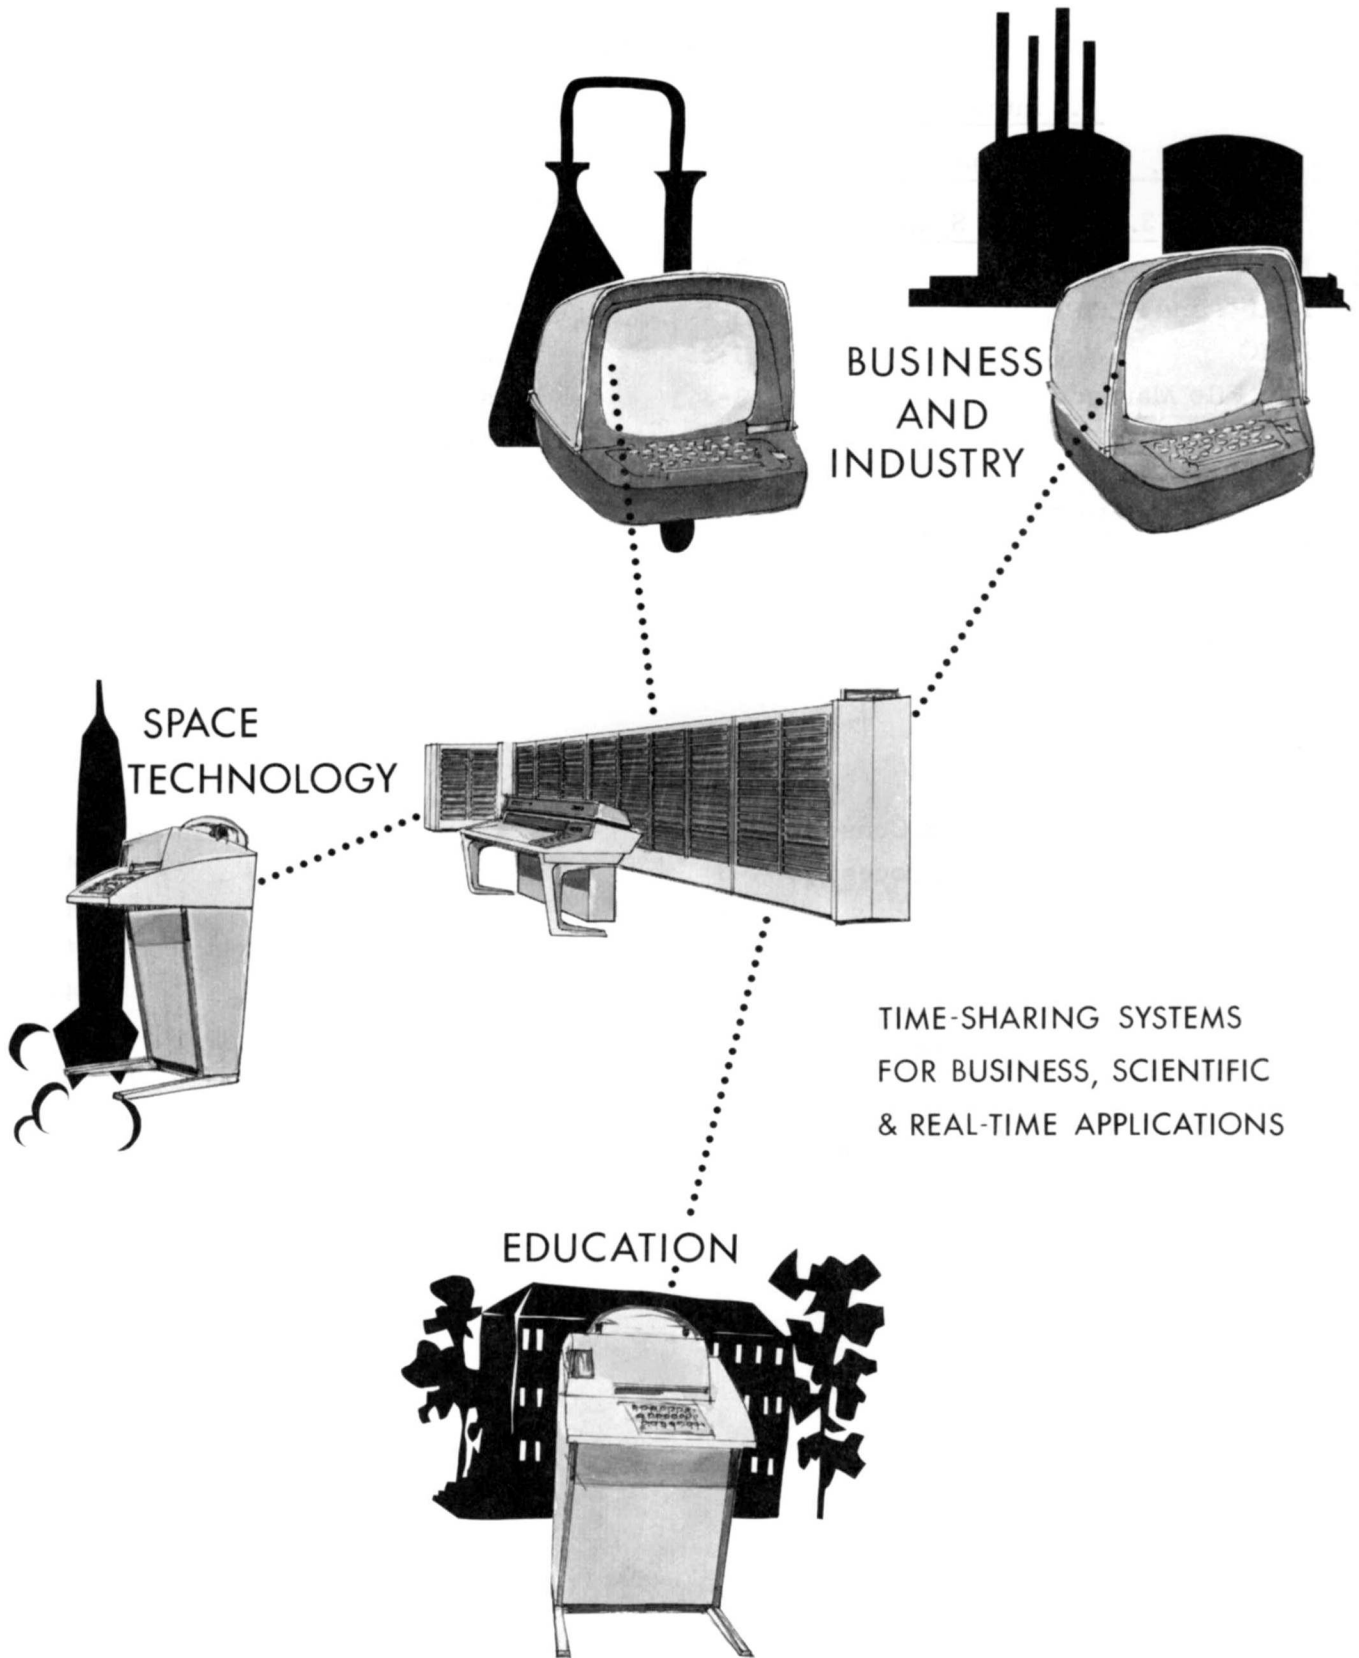 BUSINESS
AND
INDUSTRY
SPACE
TECHNOLOGY
TIME-SHARING SYSTEMS
FOR BUSINESS, SCIENTIFIC
& REAL-TIME APPLICATIONS
EDUCATION